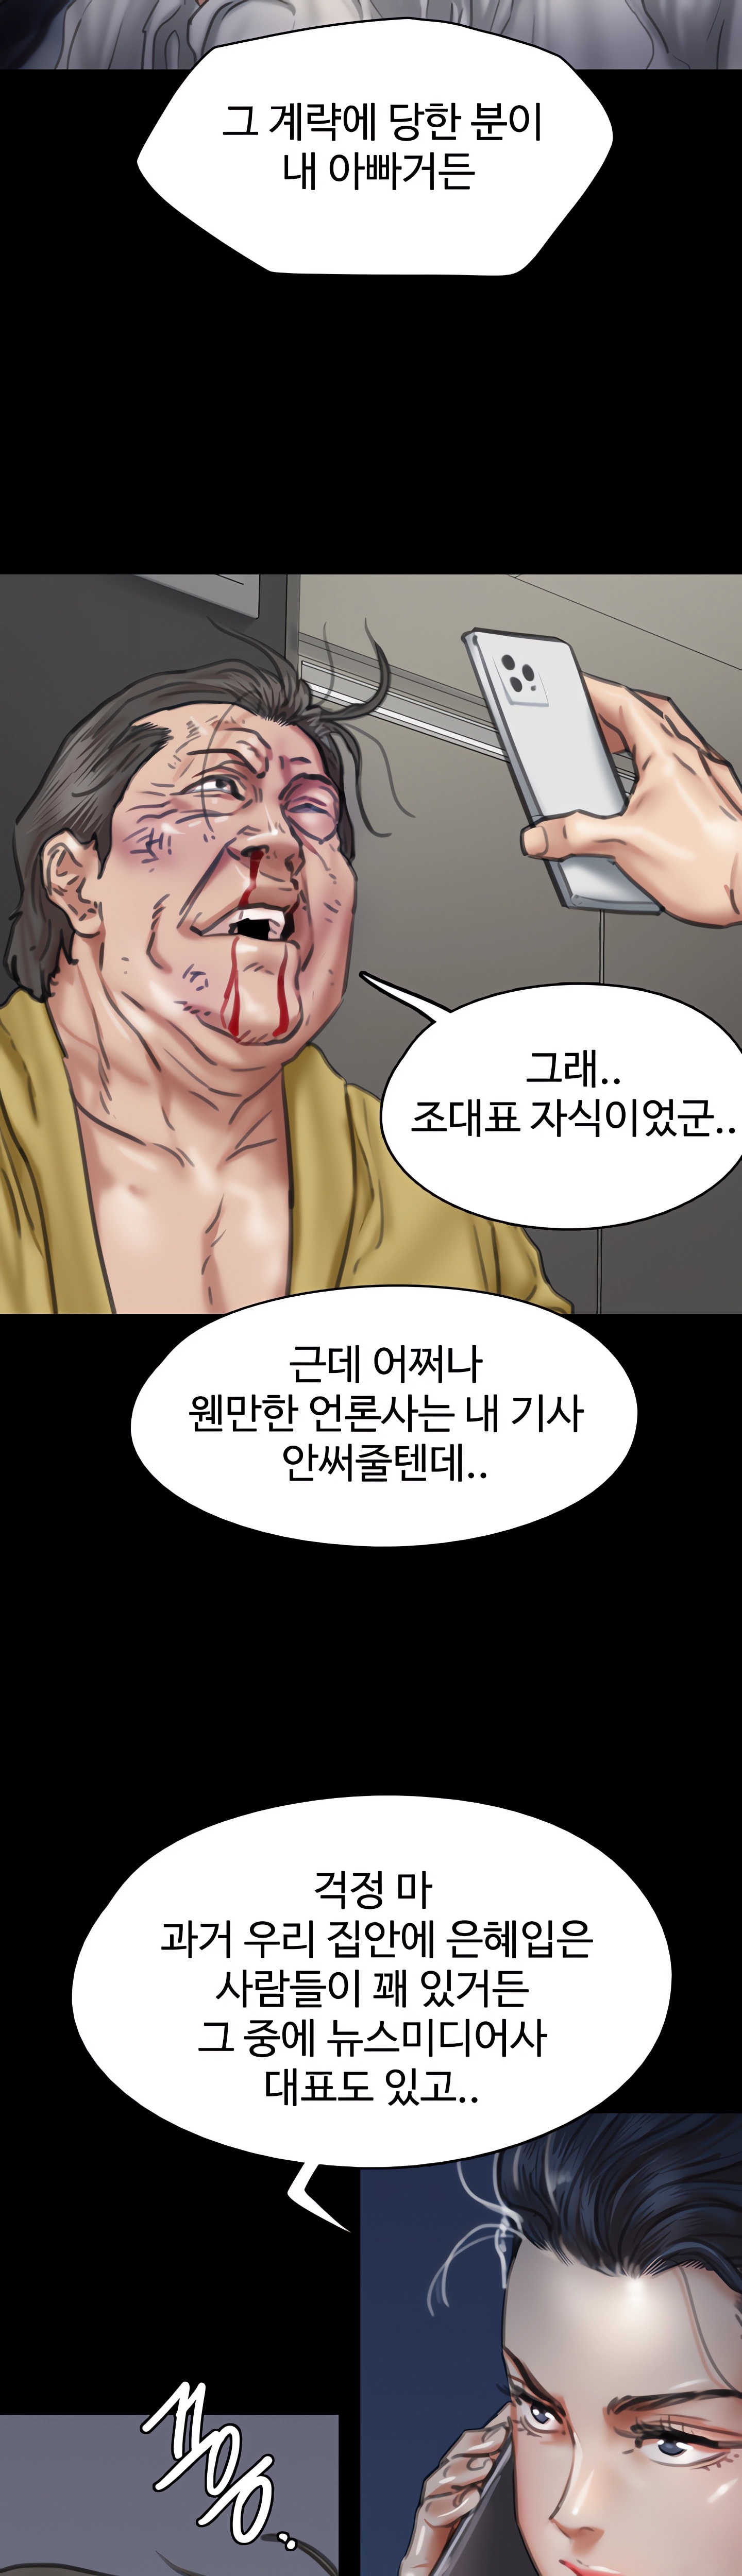 그 계략에 당한 분이
내 아빠거든
그래..
조대표 자식이었군..
근데 어쩌나
웬만한 언론사는 내 기사
안써줄텐데..
걱정 마
과거 우리 집안에 은혜입은
사람들이 꽤 있거든
그 중에 뉴스미디어사
대표도 있고..